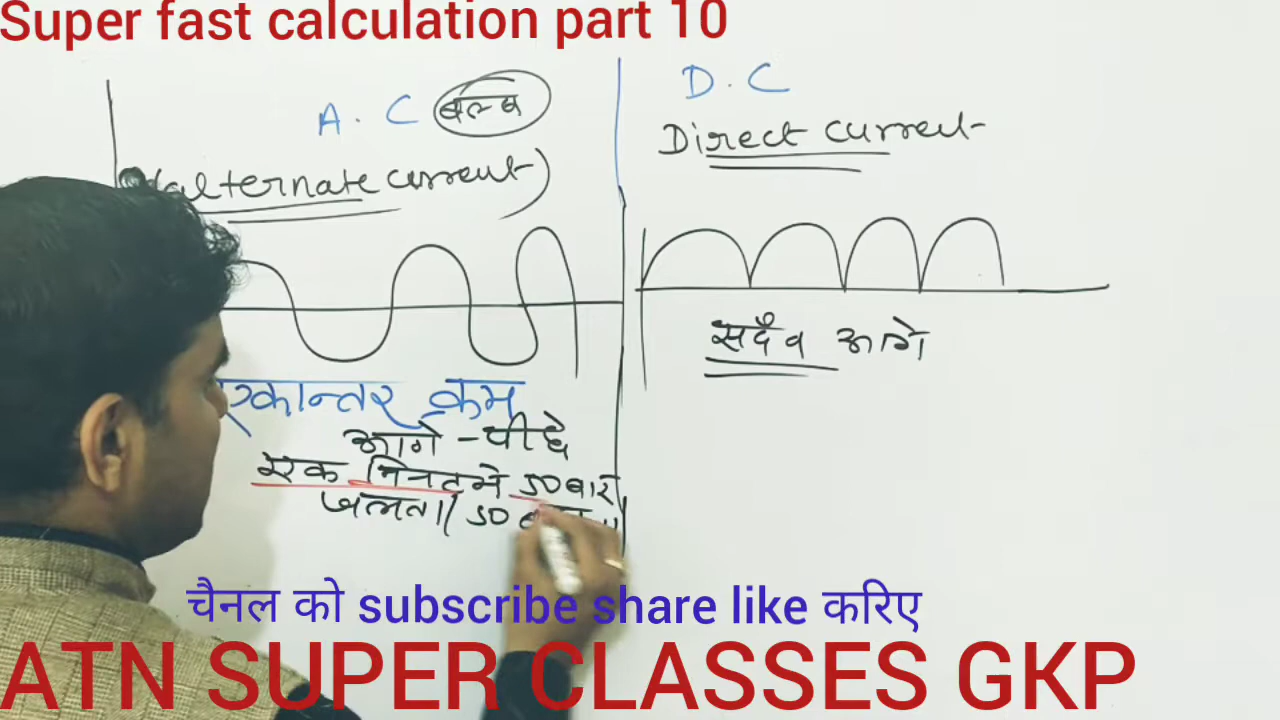 Super fast calculation part 10
A. C बल्ब
(alternate current)
एकान्तर क्रम
आगे - पीछे
एक मिनट में 50 बार
जलता / 50
D. C
Direct current
सदैव आगे
चैनल को subscribe share like करिए
ATN SUPER CLASSES GKP